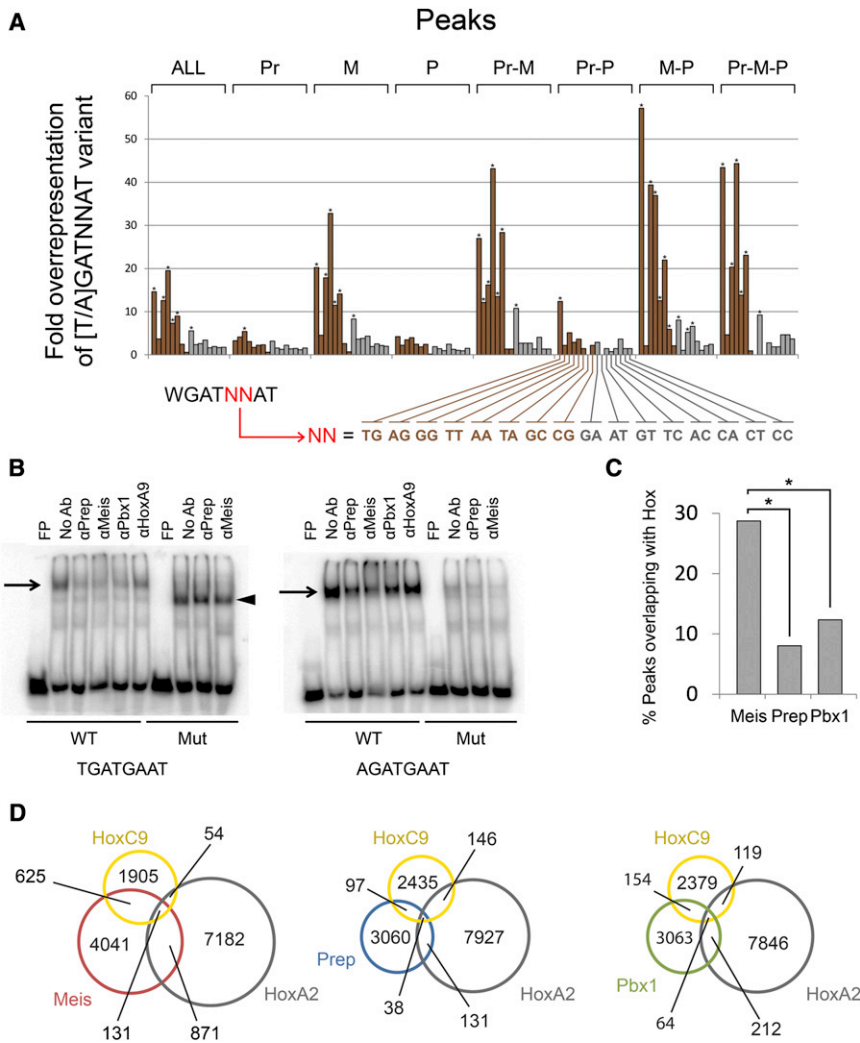 Peaks
A
ALL Pr M P Pr-M Pr-P M-P Pr-M-P
Fold overrepresentation
of [T/A]GATNNAT variant
60
50
40
30
20
10
0
WGATNNAT
NN = TG AG GG TT AA TA GC CG GA AT GT TC AC CA CT CC
B
FP No Ab αPrep αMeis αPbx1 αHoxA9 FP No Ab αPrep αMeis
FP No Ab αPrep αMeis αPbx1 αHoxA9 FP No Ab αPrep αMeis
WT Mut
TGATGAAT
WT Mut
AGATGAAT
C
% Peaks overlapping with Hox
30
20
10
0
* *
Meis Prep Pbx1
D
HoxC9
54
625
1905
4041
7182
Meis
HoxA2
131
871
HoxC9
146
97
2435
3060
7927
Prep
HoxA2
38
131
HoxC9
119
154
2379
3063
7846
Pbx1
HoxA2
64
212